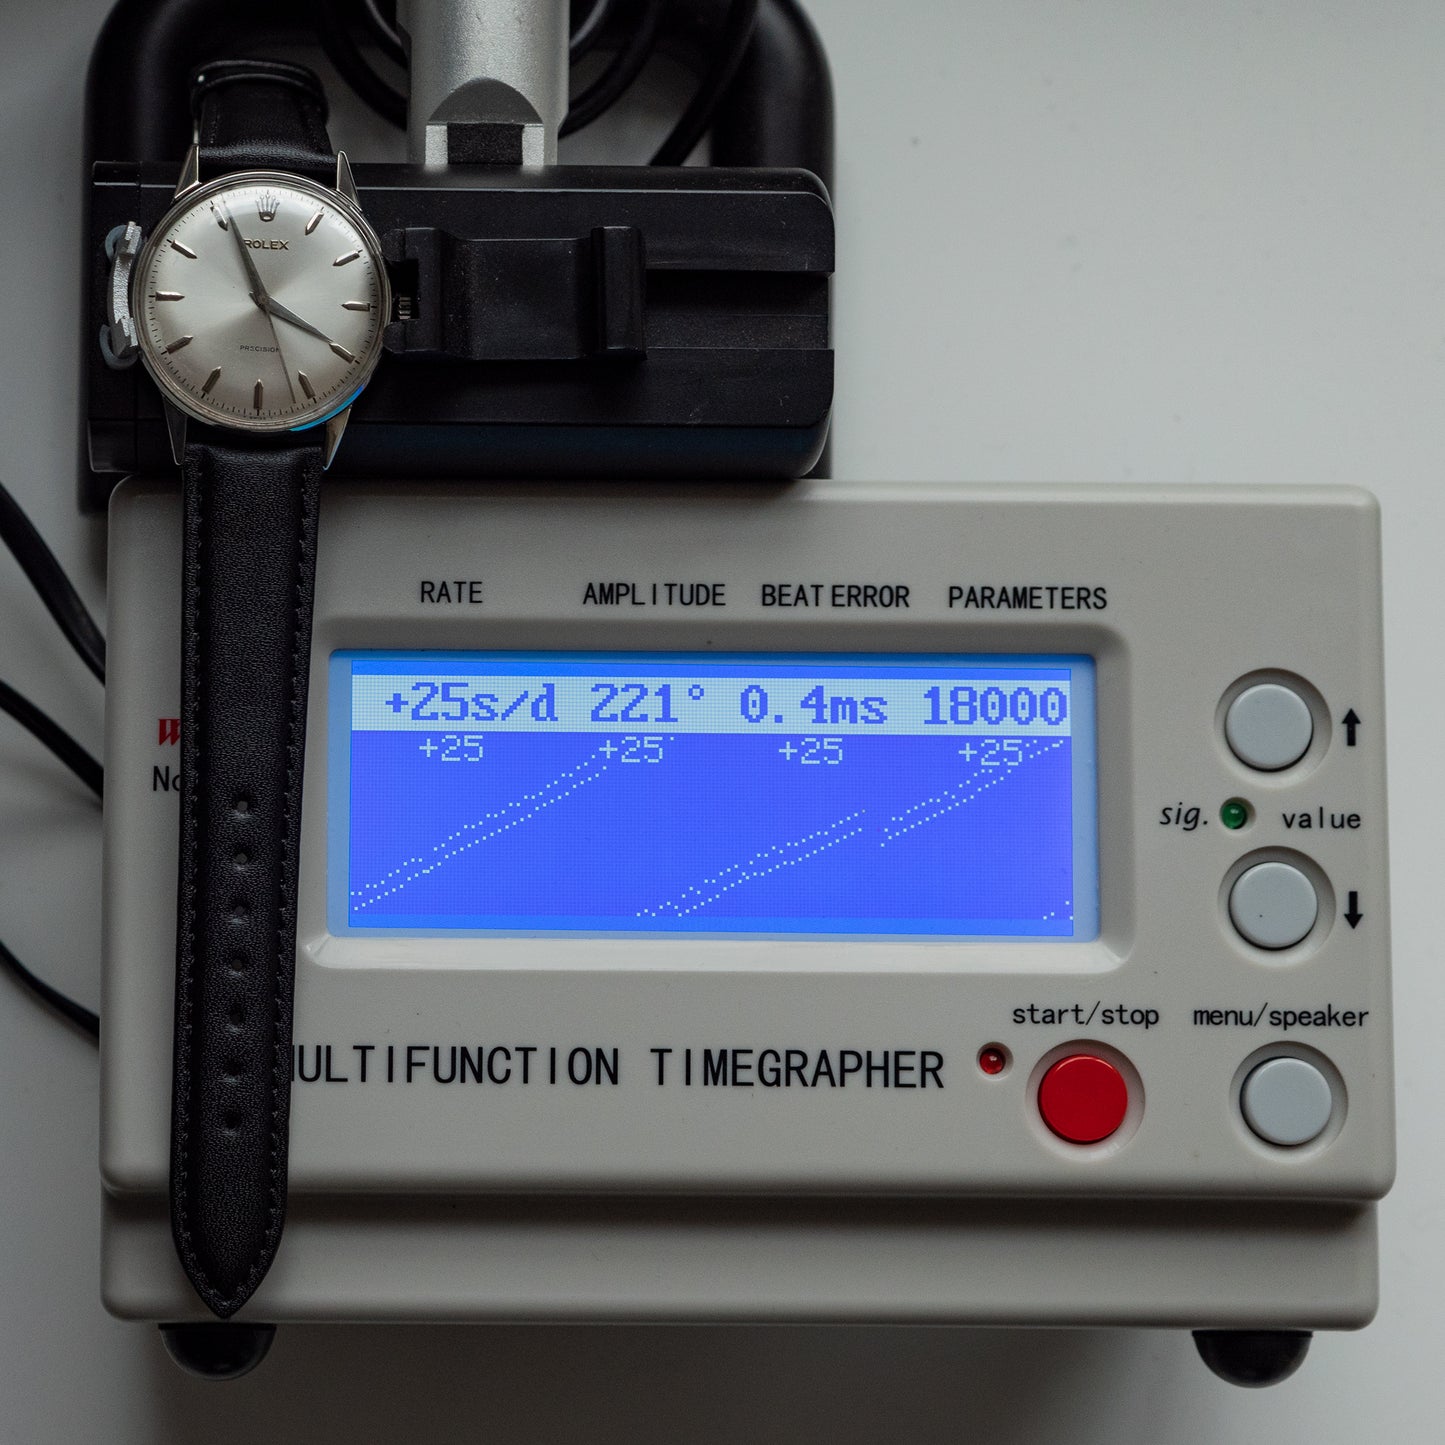 ROLEX
PRECISION
RATE AMPLITUDE BEAT ERROR PARAMETERS
+25s/d 221° 0.4ms 18000
+25 +25 +25 +25
sig. value
start/stop menu/speaker
ULTIFUNCTION TIMEGRAPHER